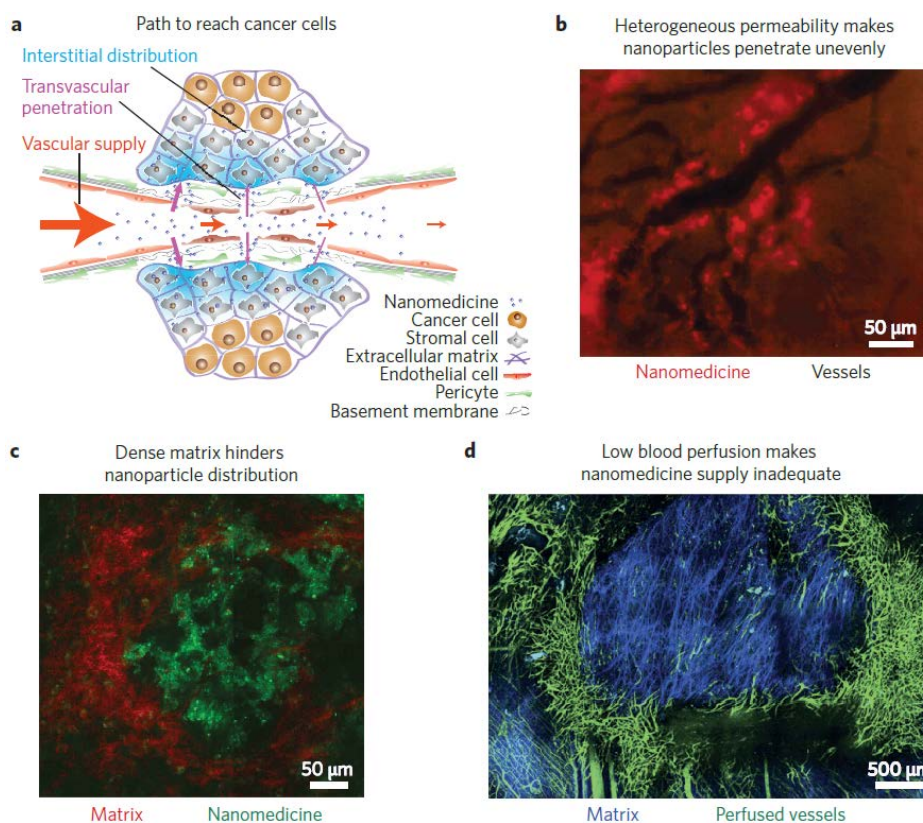 a
Path to reach cancer cells
Interstitial distribution
Transvascular
penetration
Vascular supply
Nanomedicine
Cancer cell
Stromal cell
Extracellular matrix
Endothelial cell
Pericyte
Basement membrane
b
Heterogeneous permeability makes
nanoparticles penetrate unevenly
50 µm
Nanomedicine Vessels
c
Dense matrix hinders
nanoparticle distribution
50 µm
Matrix Nanomedicine
d
Low blood perfusion makes
nanomedicine supply inadequate
500 µm
Matrix Perfused vessels